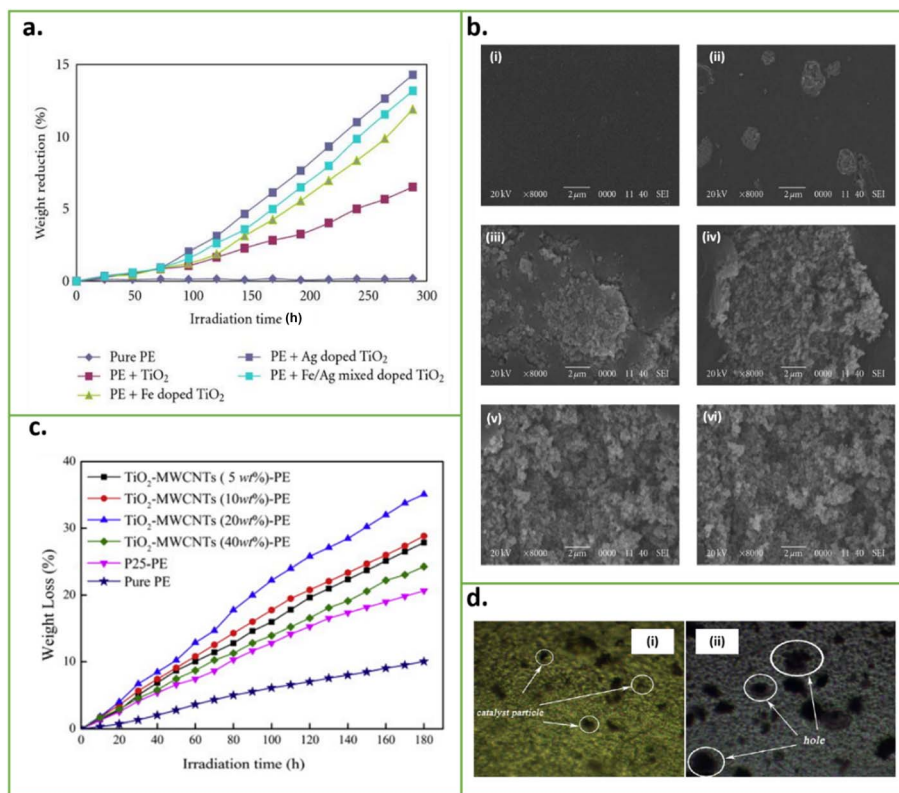 a.
Weight reduction (%)
15
10
5
0
0 50 100 150 200 250 300
Irradiation time (h)
Pure PE
PE + TiO₂
PE + Fe doped TiO₂
PE + Ag doped TiO₂
PE + Fe/Ag mixed doped TiO₂
b.
(i)
20 kV ×8000 2 μm 0000 11 40 SEI
(ii)
20 kV ×8000 2 μm 0000 11 40 SEI
(iii)
20 kV ×8000 2 μm 0000 11 40 SEI
(iv)
20 kV ×8000 2 μm 0000 11 40 SEI
(v)
20 kV ×8000 2 μm 0000 11 40 SEI
(vi)
20 kV ×8000 2 μm 0000 11 40 SEI
c.
Weight Loss (%)
40
30
20
10
0
TiO₂-MWCNTs ( 5 wt%)-PE
TiO₂-MWCNTs (10wt%)-PE
TiO₂-MWCNTs (20wt%)-PE
TiO₂-MWCNTs (40wt%)-PE
P25-PE
Pure PE
0 20 40 60 80 100 120 140 160 180
Irradiation time (h)
d.
(i)
catalyst particle
(ii)
hole